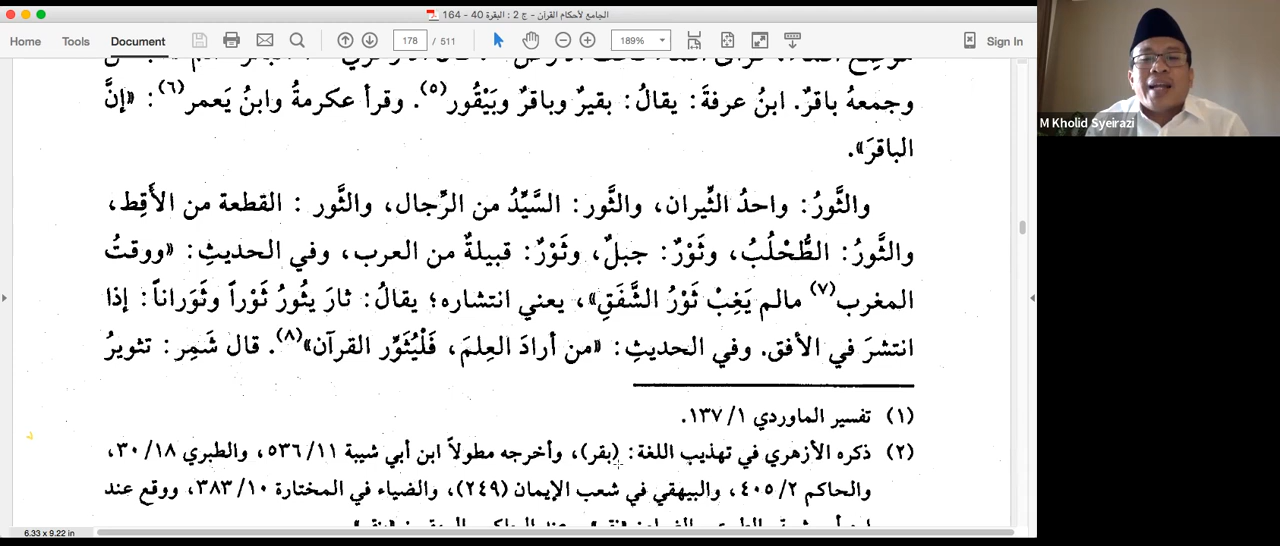 الجامع لأحكام القرآن - ج 2 : البقرة 40 - 164
Home Tools Document 178 / 511 189% Sign In
M Kholid Syeirazi
وجمعهُ باقرٌ. ابنُ عرفةَ: يقالُ: بقيرٌ وباقرٌ وبَيْقُور(٥). وقرأ عكرمةُ وابنُ يَعمر(٦): «إنَّ
الباقرَ».
والثَّورُ: واحدُ الثِّيران، والثَّور: السَّيِّدُ من الرِّجال، والثَّور : القطعة من الأَقِط،
والثَّورُ: الطُّحْلُبُ، وثَوْرٌ: جبلٌ، وثَوْرٌ: قبيلةٌ من العرب، وفي الحديثِ: «ووقتُ
المغرب(٧) مالم يَغِبْ ثَوْرُ الشَّفَقِ»، يعني انتشاره؛ يقالُ: ثارَ يثُورُ ثَوْراً وثَوَراناً: إذا
انتشرَ في الأفق. وفي الحديثِ: «من أرادَ العِلمَ، فَلْيُثَوِّر القرآن»(٨). قال شَمِر: تثويرُ
(١) تفسير الماوردي ١/ ١٣٧.
(٢) ذكره الأزهري في تهذيب اللغة: (بقر)، وأخرجه مطولاً ابن أبي شيبة ١١/ ٥٣٦، والطبري ١٨/ ٣٠،
والحاكم ٢/ ٤٠٥، والبيهقي في شعب الإيمان (٢٤٩)، والضياء في المختارة ١٠/ ٣٨٣، ووقع عند
6.33 x 9.22 in